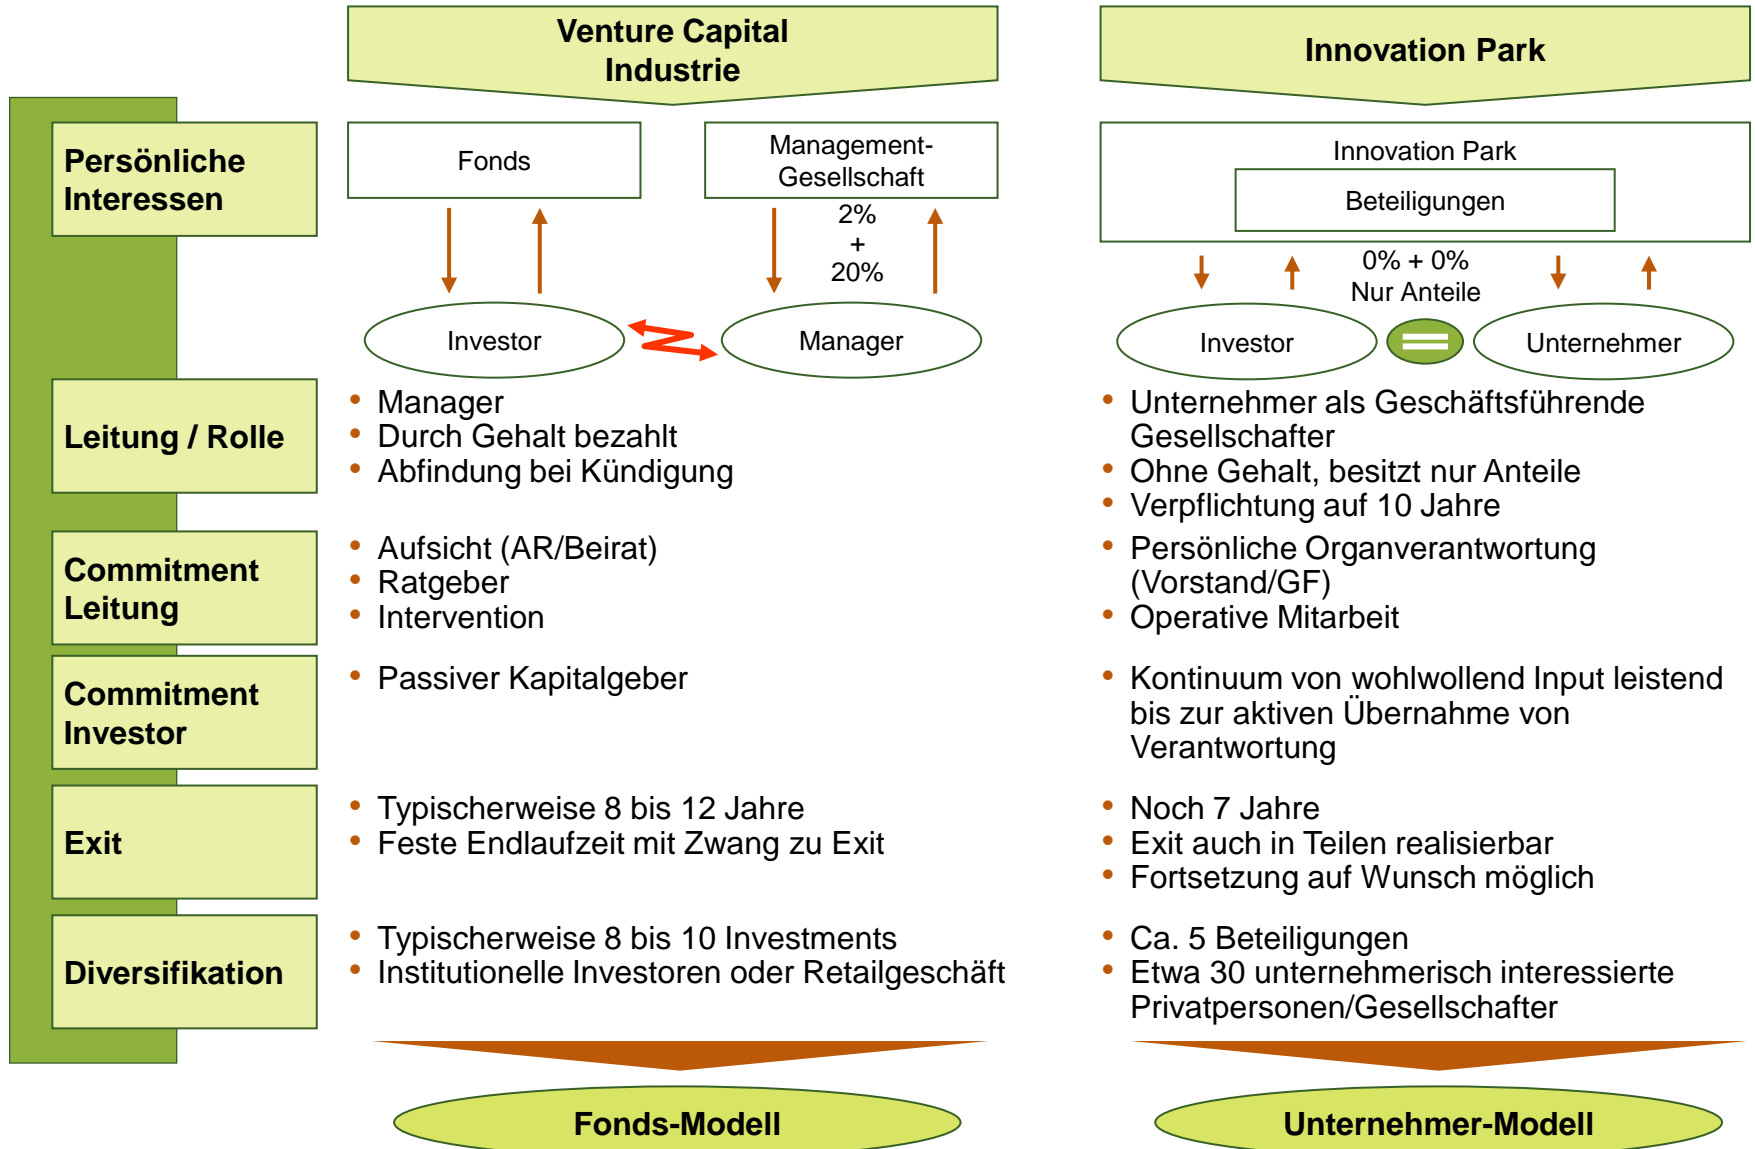 Venture Capital
Industrie
Innovation Park
Persönliche
Interessen
Fonds
Management-
Gesellschaft
2%
+
20%
Investor
Manager
Innovation Park
Beteiligungen
0% + 0%
Nur Anteile
Investor
Unternehmer
Leitung / Rolle
• Manager
• Durch Gehalt bezahlt
• Abfindung bei Kündigung
• Unternehmer als Geschäftsführende
Gesellschafter
• Ohne Gehalt, besitzt nur Anteile
• Verpflichtung auf 10 Jahre
Commitment
Leitung
• Aufsicht (AR/Beirat)
• Ratgeber
• Intervention
• Persönliche Organverantwortung
(Vorstand/GF)
• Operative Mitarbeit
Commitment
Investor
• Passiver Kapitalgeber
• Kontinuum von wohlwollend Input leistend
bis zur aktiven Übernahme von
Verantwortung
Exit
• Typischerweise 8 bis 12 Jahre
• Feste Endlaufzeit mit Zwang zu Exit
• Noch 7 Jahre
• Exit auch in Teilen realisierbar
• Fortsetzung auf Wunsch möglich
Diversifikation
• Typischerweise 8 bis 10 Investments
• Institutionelle Investoren oder Retailgeschäft
• Ca. 5 Beteiligungen
• Etwa 30 unternehmerisch interessierte
Privatpersonen/Gesellschafter
Fonds-Modell
Unternehmer-Modell